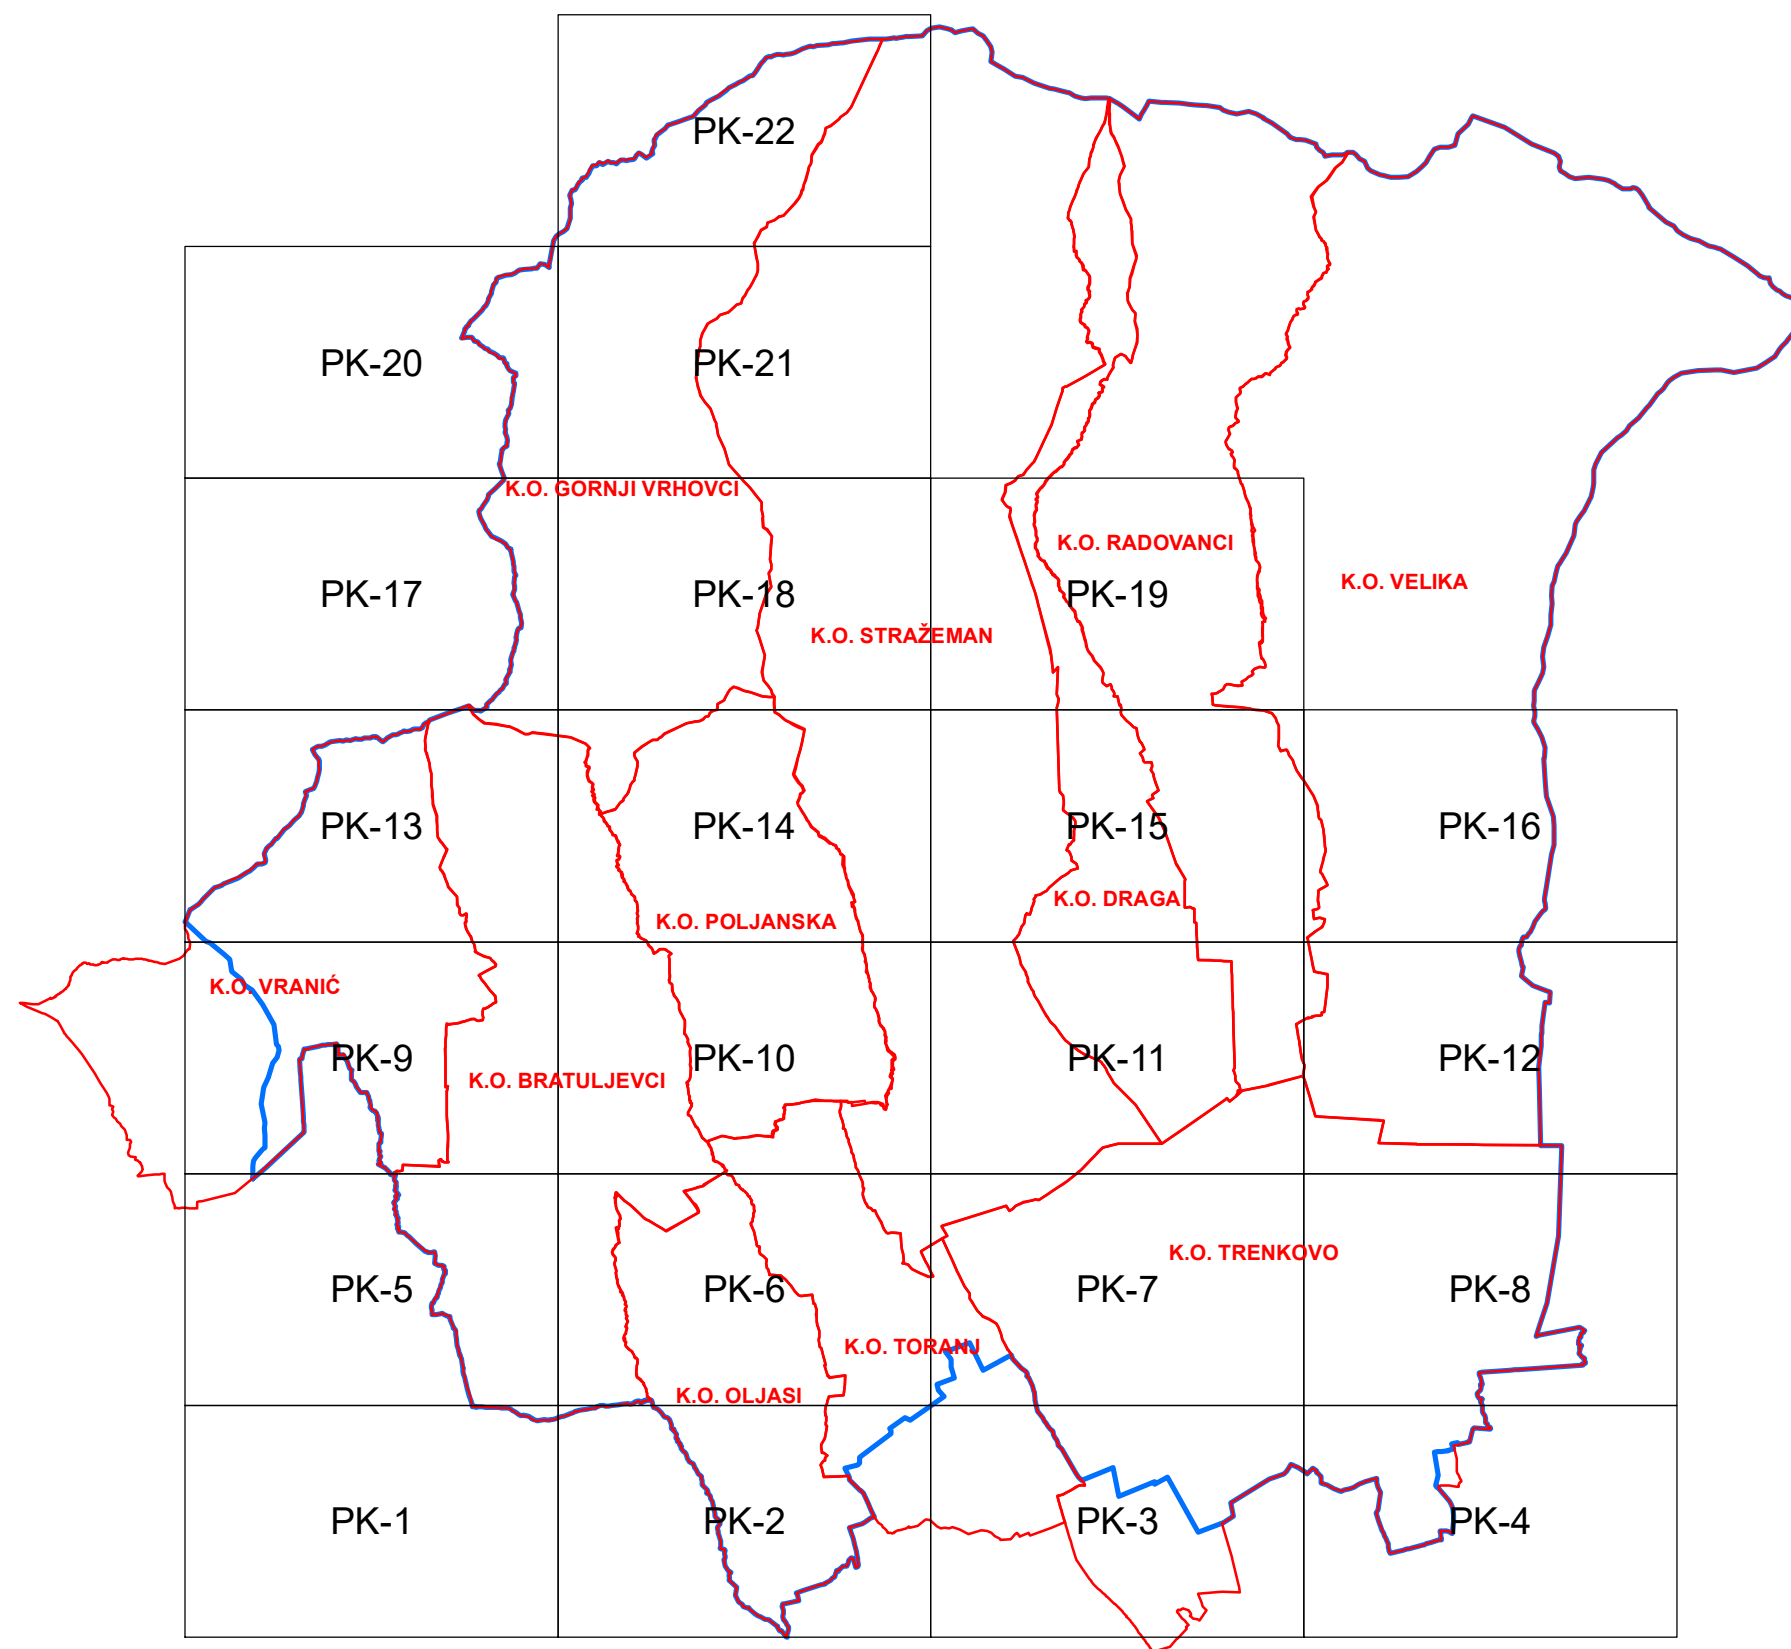 PK-22
PK-20
PK-21
K.O. GORNJI VRHOVCI
K.O. RADOVANCI
K.O. VELIKA
PK-17
PK-18
PK-19
K.O. STRAŽEMAN
PK-13
PK-14
PK-15
PK-16
K.O. DRAGA
K.O. POLJANSKA
K.O. VRANIĆ
PK-9
PK-10
PK-11
PK-12
K.O. BRATULJEVCI
K.O. TRENKOVO
PK-5
PK-6
PK-7
PK-8
K.O. TORANJ
K.O. OLJASI
PK-1
PK-2
PK-3
PK-4